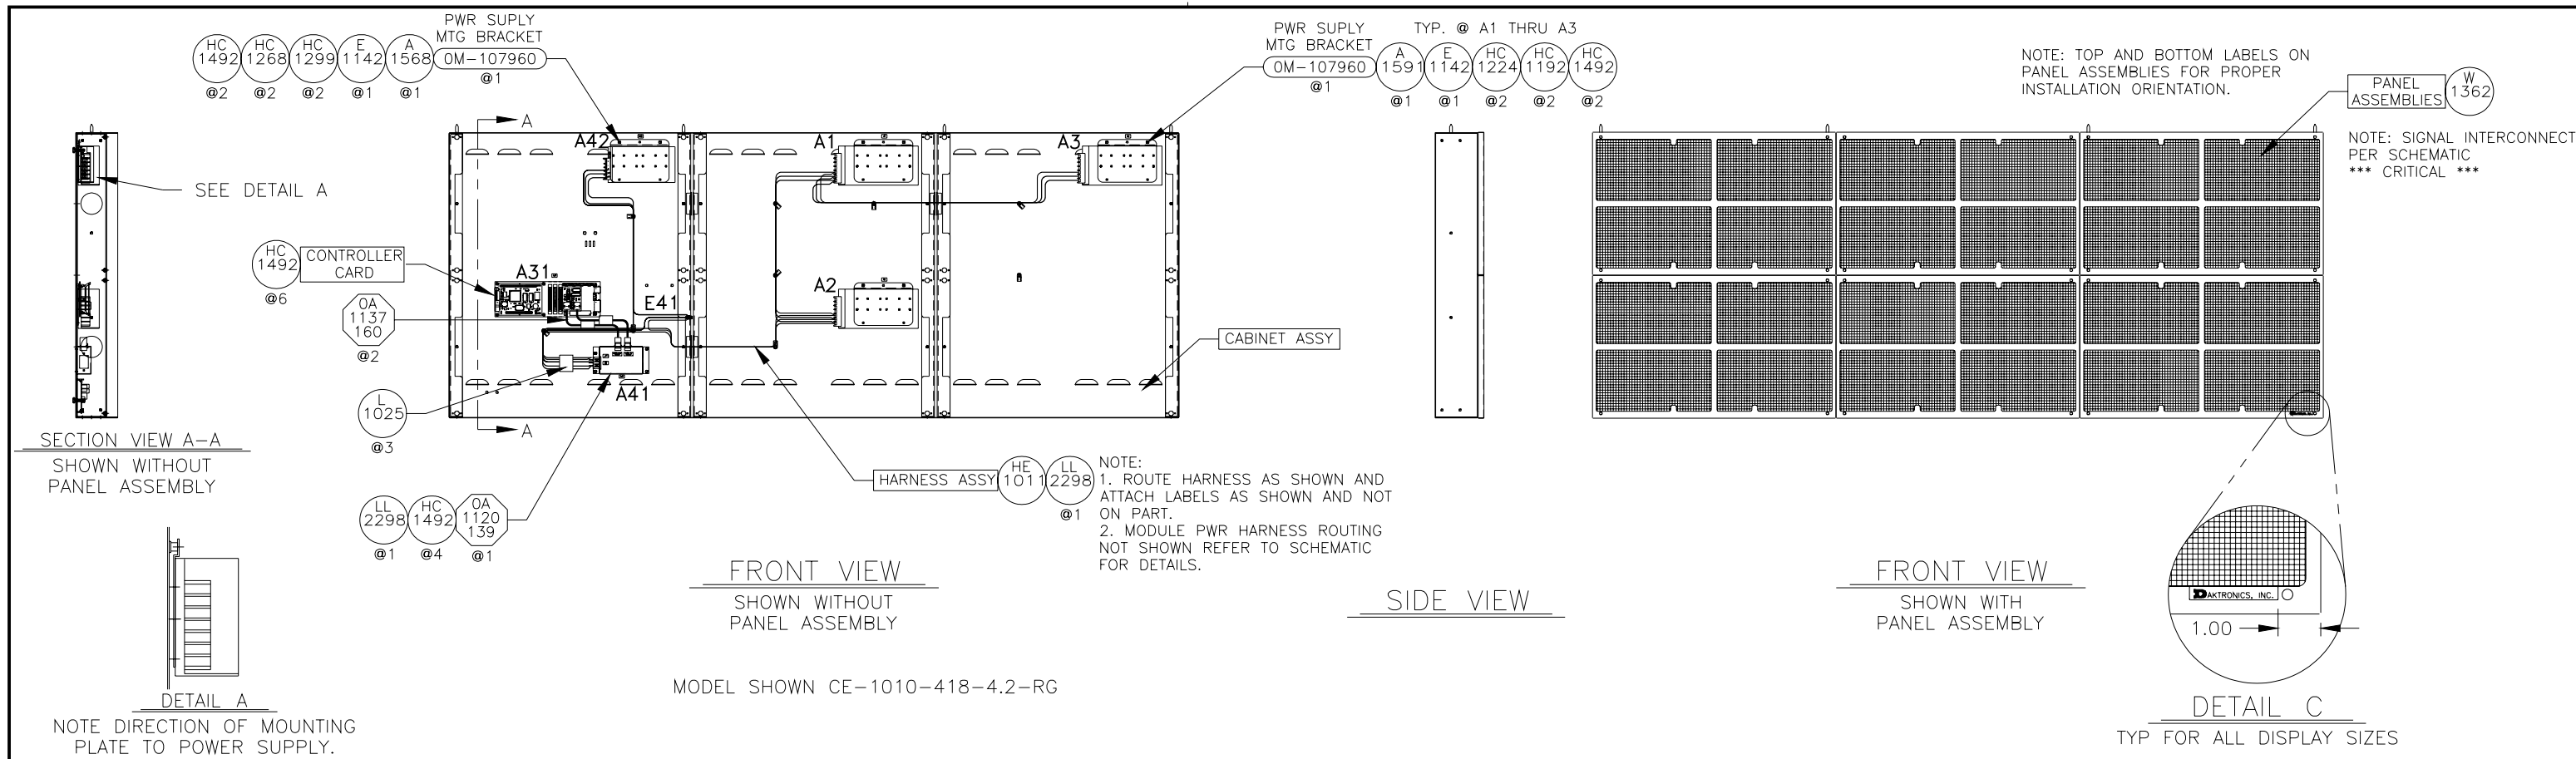 PWR SUPLY
MTG BRACKET
HC 1492 HC 1268 HC 1299 E 1142 A 1568 0M-107960
@2 @2 @2 @1 @1 @1
PWR SUPLY
MTG BRACKET
TYP. @ A1 THRU A3
0M-107960 A 1591 E 1142 HC 1224 HC 1192 HC 1492
@1 @1 @1 @2 @2 @2
NOTE: TOP AND BOTTOM LABELS ON
PANEL ASSEMBLIES FOR PROPER
INSTALLATION ORIENTATION.
PANEL
ASSEMBLIES
W
1362
NOTE: SIGNAL INTERCONNECT
PER SCHEMATIC
*** CRITICAL ***
SEE DETAIL A
A
A42
A1
A3
HC
1492
@6
CONTROLLER
CARD
A31
E41
A2
0A
1137
160
@2
A41
L
1025
@3
A
CABINET ASSY
SECTION VIEW A-A
SHOWN WITHOUT
PANEL ASSEMBLY
LL 2298 HC 1492 0A 1120 139
@1 @4 @1
HARNESS ASSY HE 1011 LL 2298
@1
NOTE:
1. ROUTE HARNESS AS SHOWN AND
ATTACH LABELS AS SHOWN AND NOT
ON PART.
2. MODULE PWR HARNESS ROUTING
NOT SHOWN REFER TO SCHEMATIC
FOR DETAILS.
FRONT VIEW
SHOWN WITHOUT
PANEL ASSEMBLY
SIDE VIEW
FRONT VIEW
SHOWN WITH
PANEL ASSEMBLY
DAKTRONICS, INC.
1.00
MODEL SHOWN CE-1010-418-4.2-RG
DETAIL A
NOTE DIRECTION OF MOUNTING
PLATE TO POWER SUPPLY.
DETAIL C
TYP FOR ALL DISPLAY SIZES